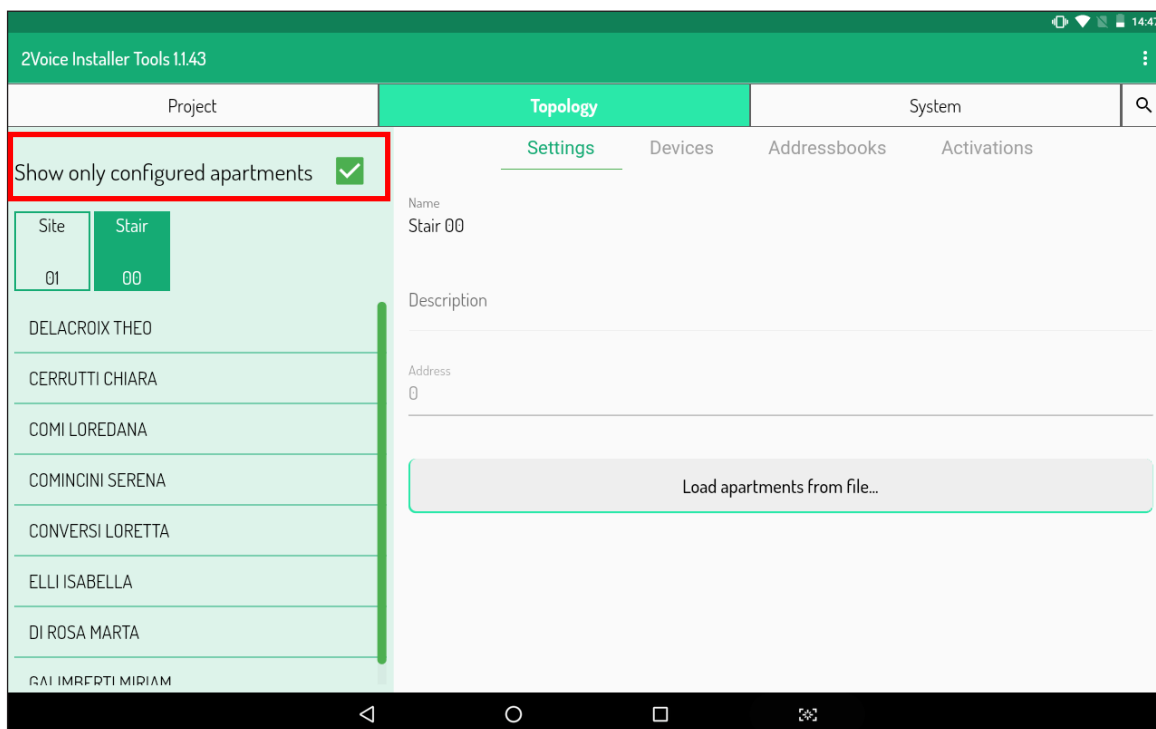 14:47
2Voice Installer Tools 1.1.43
Project
Topology
System
Show only configured apartments
Settings
Devices
Addressbooks
Activations
Site
01
Stair
00
Name
Stair 00
Description
Address
0
Load apartments from file...
DELACROIX THEO
CERRUTTI CHIARA
COMI LOREDANA
COMINCINI SERENA
CONVERSI LORETTA
ELLI ISABELLA
DI ROSA MARTA
GALIMBERTI MIRIAM